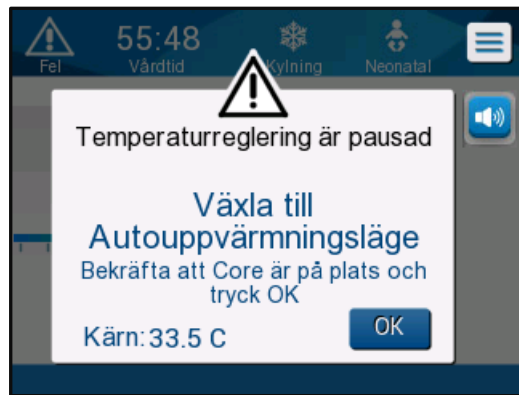 55:48
Fel Vårdtid Kylning Neonatal
Temperaturreglering är pausad
Växla till
Autouppvärmningsläge
Bekräfta att Core är på plats och
tryck OK
Kärn: 33.5 C OK